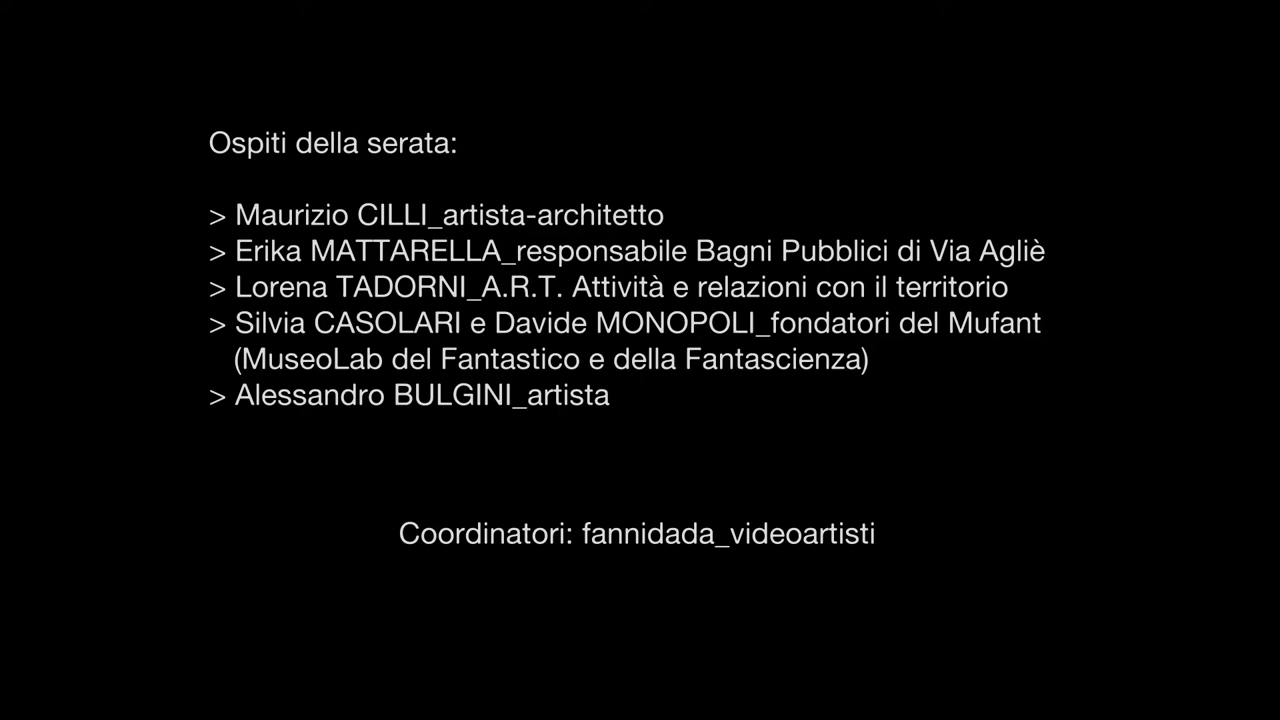 Ospiti della serata:
> Maurizio CILLI_artista-architetto
> Erika MATTARELLA_responsabile Bagni Pubblici di Via Agliè
> Lorena TADORNI_A.R.T. Attività e relazioni con il territorio
> Silvia CASOLARI e Davide MONOPOLI_fondatori del Mufant
(MuseoLab del Fantastico e della Fantascienza)
> Alessandro BULGINI_artista
Coordinatori: fannidada_videoartisti